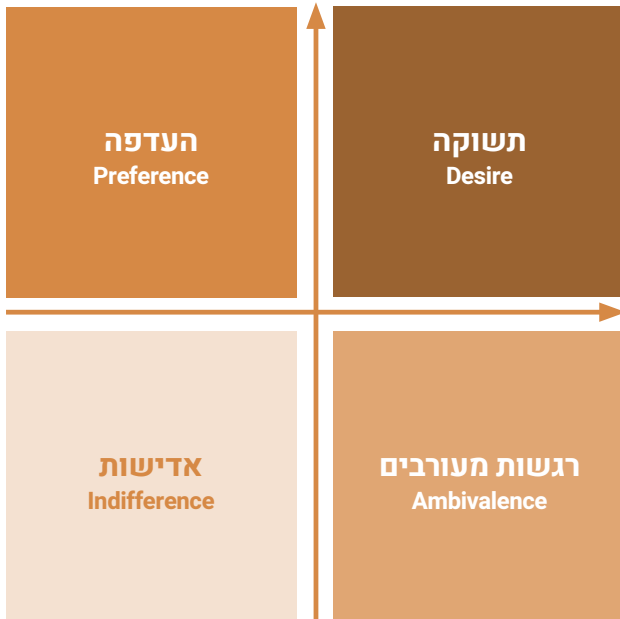 העדפה
Preference
תשוקה
Desire
אדישות
Indifference
רגשות מעורבים
Ambivalence